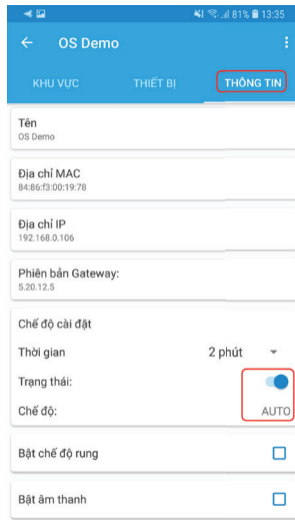 81% 13:35
OS Demo
KHU VỰC THIẾT BỊ THÔNG TIN
Tên
OS Demo
Địa chỉ MAC
84:86:f3:00:19:78
Địa chỉ IP
192.168.0.106
Phiên bản Gateway:
5.20.12.5
Chế độ cài đặt
Thời gian 2 phút
Trạng thái:
Chế độ: AUTO
Bật chế độ rung
Bật âm thanh